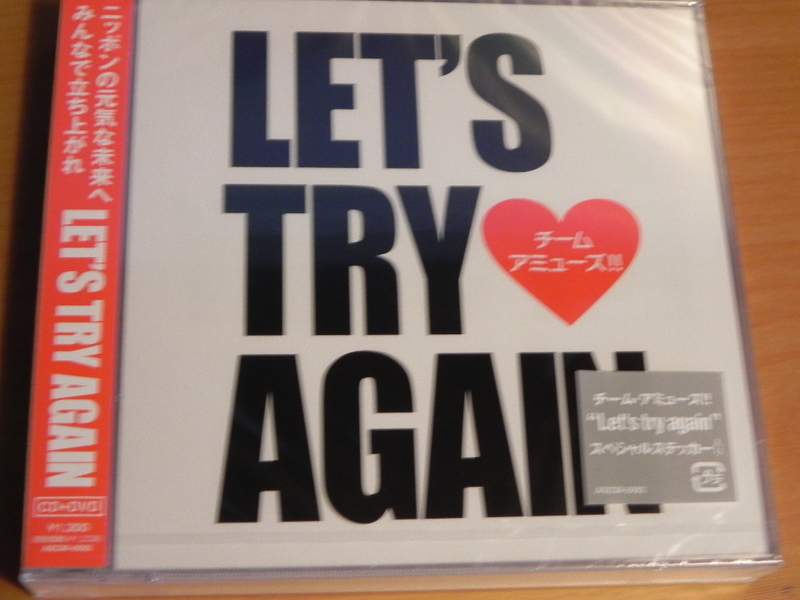 ニッポンの元気な未来へ
みんなで立ち上がれ
LET'S TRY AGAIN
CD+DVD
LET'S
TRY
AGAIN
チーム
アミューズ!!
チーム・アミューズ!!
"Let's try again"
スペシャルステッカー